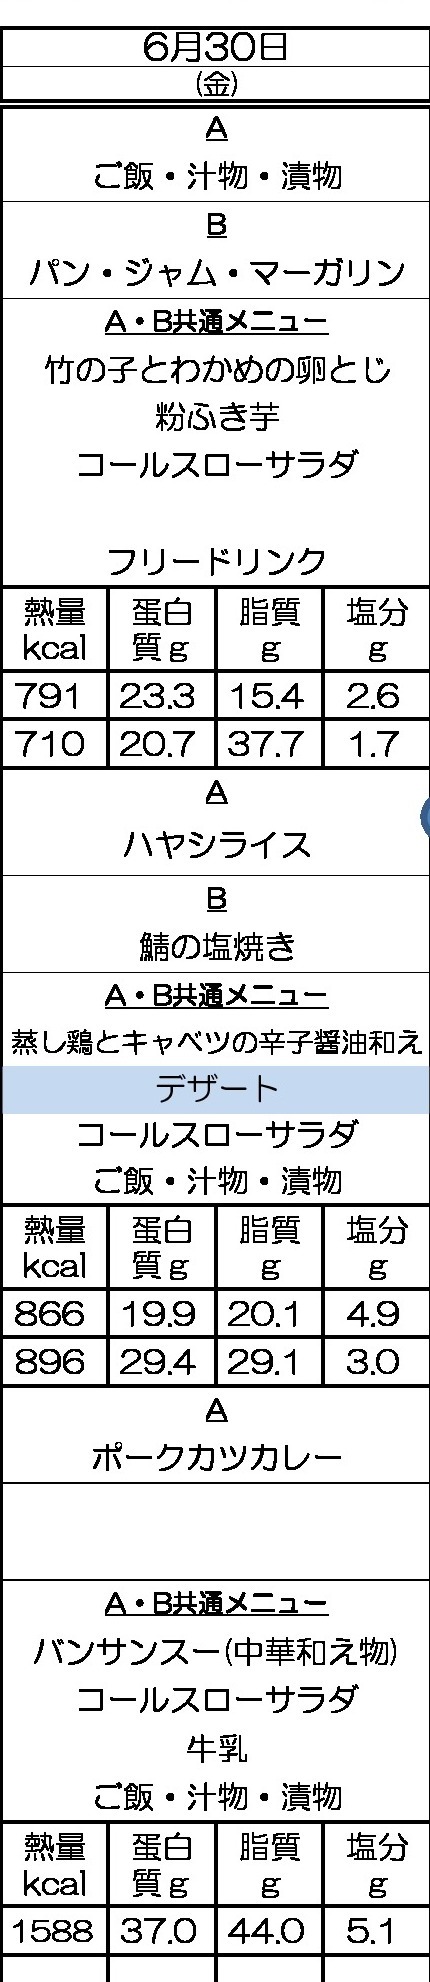 6月30日
(金)
A
ご飯・汁物・漬物
B
パン・ジャム・マーガリン
A・B共通メニュー
竹の子とわかめの卵とじ
粉ふき芋
コールスローサラダ
フリードリンク
熱量 蛋白 脂質 塩分
kcal 質g g g
791 23.3 15.4 2.6
710 20.7 37.7 1.7
A
ハヤシライス
B
鯖の塩焼き
A・B共通メニュー
蒸し鶏とキャベツの辛子醤油和え
デザート
コールスローサラダ
ご飯・汁物・漬物
熱量 蛋白 脂質 塩分
kcal 質g g g
866 19.9 20.1 4.9
896 29.4 29.1 3.0
A
ポークカツカレー
A・B共通メニュー
バンサンスー(中華和え物)
コールスローサラダ
牛乳
ご飯・汁物・漬物
熱量 蛋白 脂質 塩分
kcal 質g g g
1588 37.0 44.0 5.1